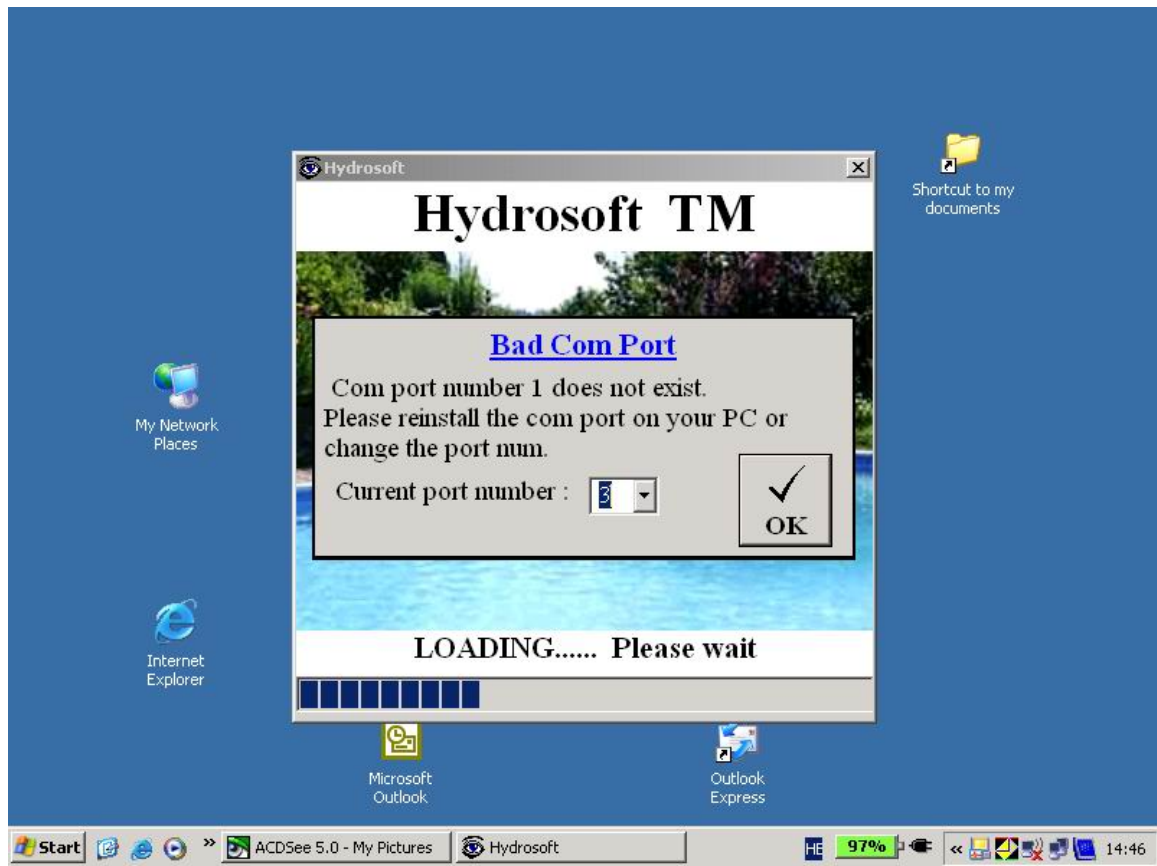 Hydrosoft
Hydrosoft TM
Shortcut to my
documents
Bad Com Port
Com port number 1 does not exist.
Please reinstall the com port on your PC or
change the port num.
Current port number : 3
OK
My Network
Places
LOADING...... Please wait
Internet
Explorer
Microsoft
Outlook
Outlook
Express
Start » ACDSee 5.0 - My Pictures Hydrosoft HE 97% « 14:46